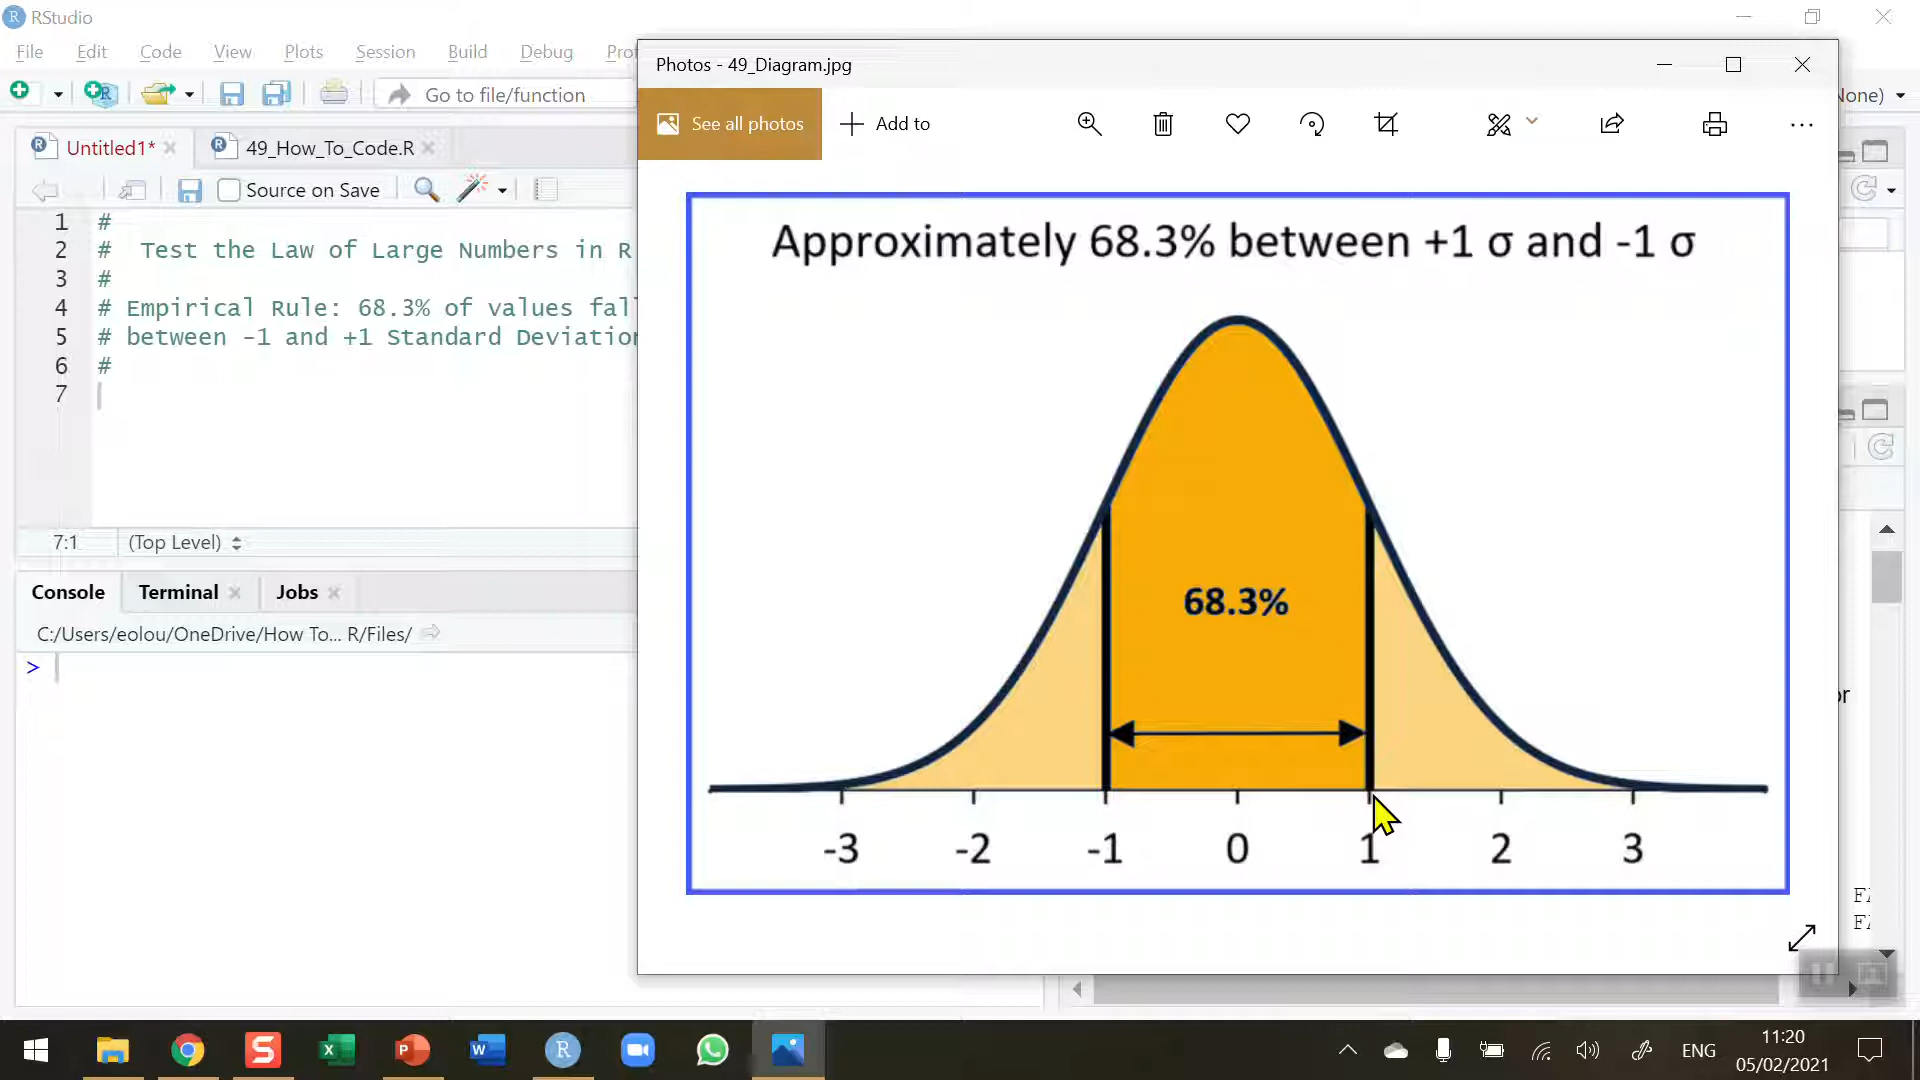 RStudio
File Edit Code View Plots Session Build Debug
Go to file/function
None)
Untitled1* 49_How_To_Code.R
Source on Save
1 #
2 # Test the Law of Large Numbers in R
3 #
4 # Empirical Rule: 68.3% of values fall
5 # between -1 and +1 Standard Deviation
6 #
7
7:1 (Top Level)
Console Terminal Jobs
C:/Users/eolou/OneDrive/How To... R/Files/
>
Photos - 49_Diagram.jpg
See all photos Add to
Approximately 68.3% between +1 σ and -1 σ
68.3%
-3 -2 -1 0 1 2 3
ENG
11:20
05/02/2021